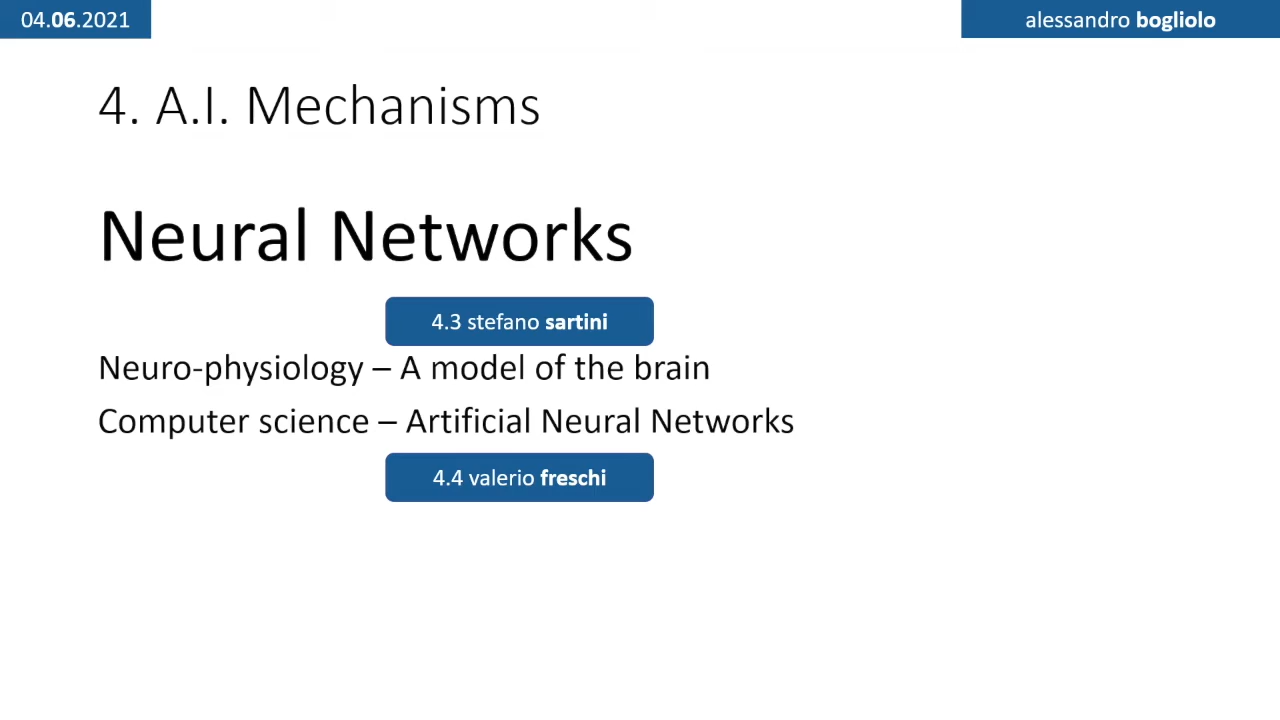 04.06.2021
alessandro bogliolo
4. A.I. Mechanisms
Neural Networks
4.3 stefano sartini
Neuro-physiology – A model of the brain
Computer science – Artificial Neural Networks
4.4 valerio freschi